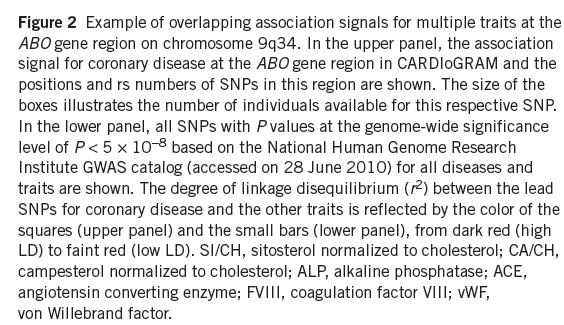 Figure 2 Example of overlapping association signals for multiple traits at the
ABO gene region on chromosome 9q34. In the upper panel, the association
signal for coronary disease at the ABO gene region in CARDIoGRAM and the
positions and rs numbers of SNPs in this region are shown. The size of the
boxes illustrates the number of individuals available for this respective SNP.
In the lower panel, all SNPs with P values at the genome-wide significance
level of P < 5 × 10−8 based on the National Human Genome Research
Institute GWAS catalog (accessed on 28 June 2010) for all diseases and
traits are shown. The degree of linkage disequilibrium (r2) between the lead
SNPs for coronary disease and the other traits is reflected by the color of the
squares (upper panel) and the small bars (lower panel), from dark red (high
LD) to faint red (low LD). SI/CH, sitosterol normalized to cholesterol; CA/CH,
campesterol normalized to cholesterol; ALP, alkaline phosphatase; ACE,
angiotensin converting enzyme; FVIII, coagulation factor VIII; vWF,
von Willebrand factor.